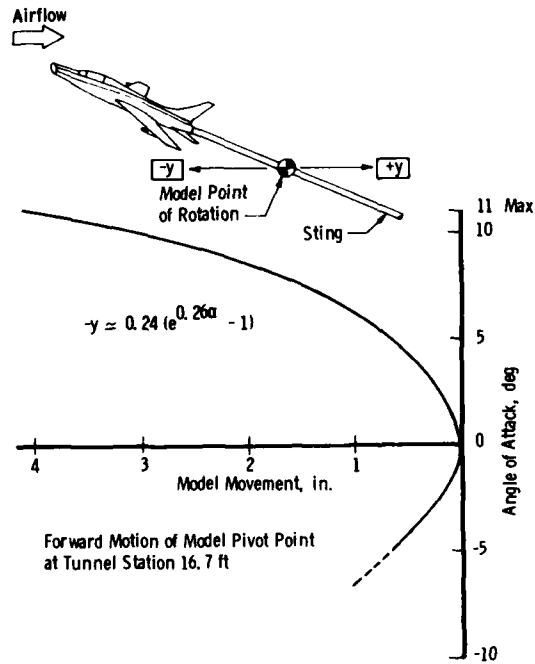 Airflow
-y
+y
Model Point
of Rotation
Sting
11 Max
10
-y ≃ 0.24 (e^0.26α - 1)
5
0
4
3
2
1
Model Movement, in.
Angle of Attack, deg
Forward Motion of Model Pivot Point
at Tunnel Station 16.7 ft
-5
-10